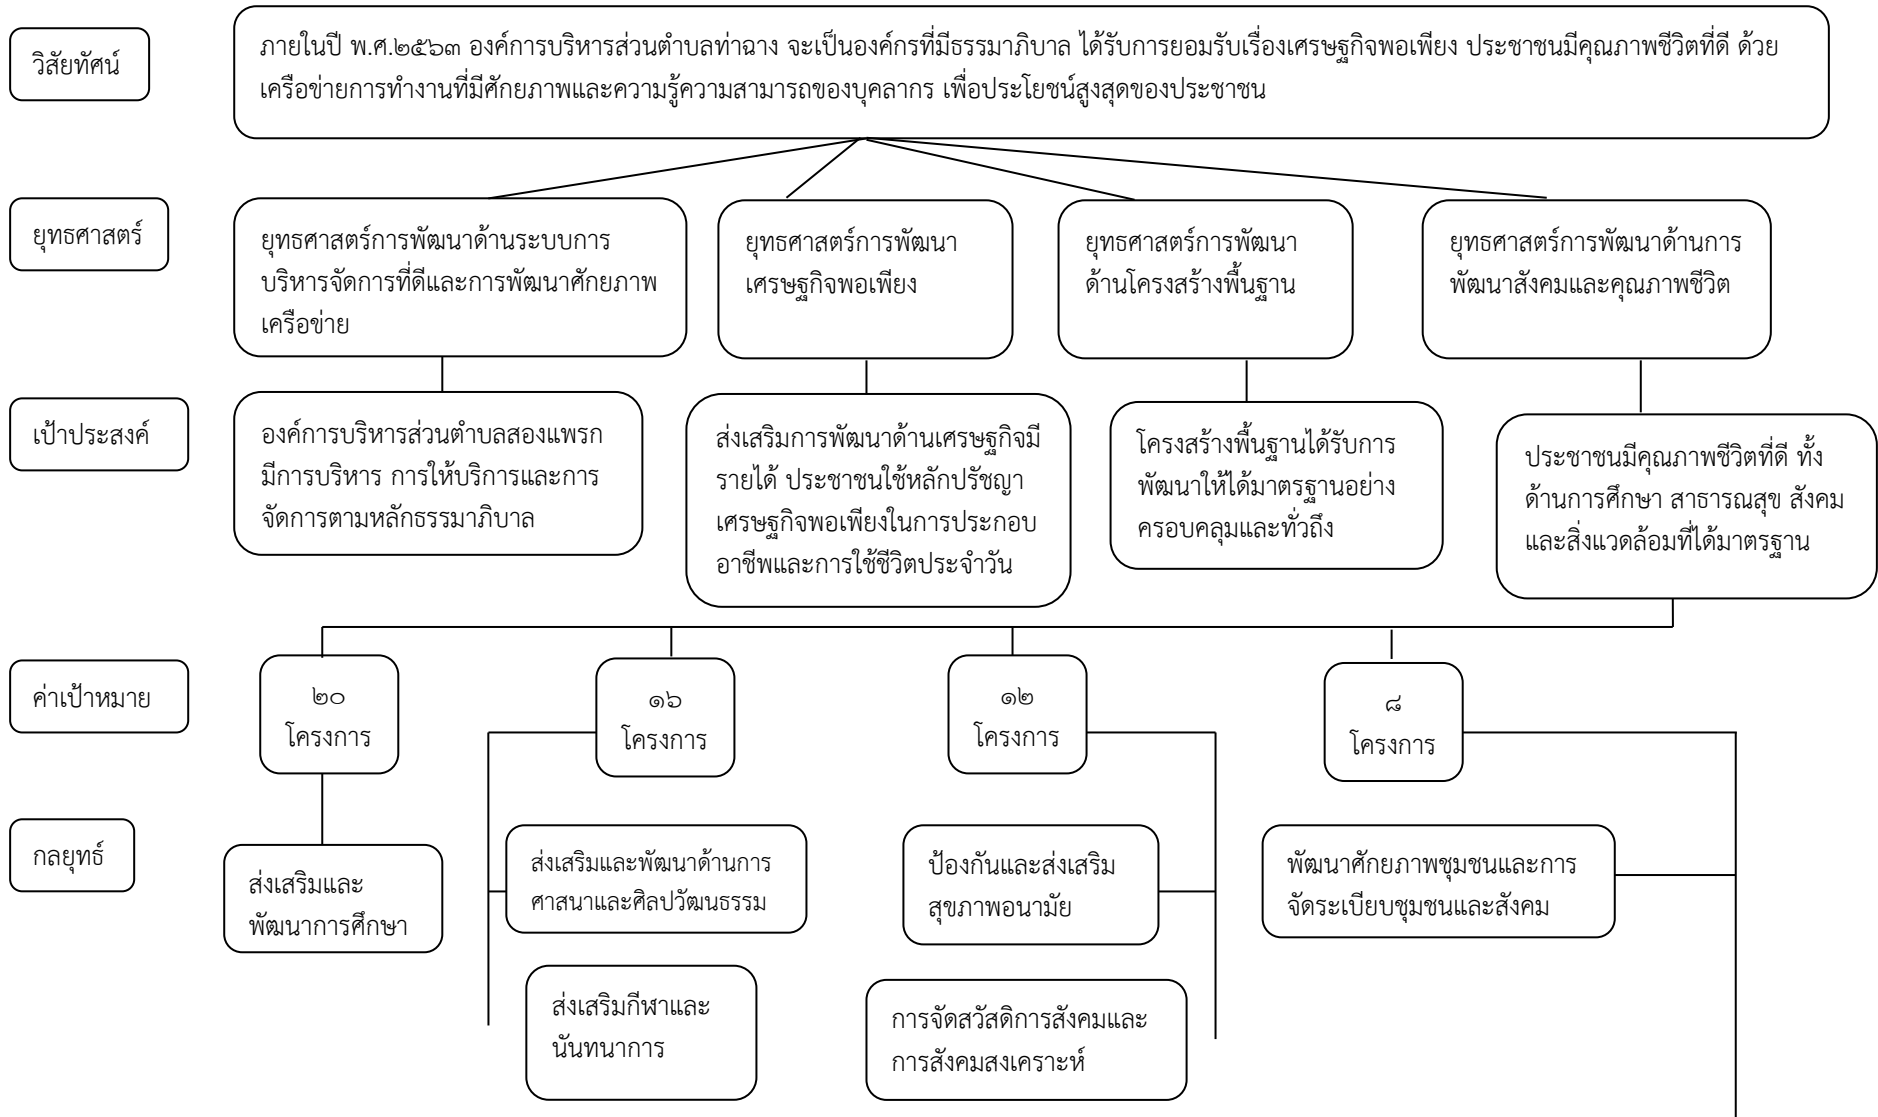 วิสัยทัศน์
ภายในปี พ.ศ.๒๕๖๓ องค์การบริหารส่วนตำบลท่าฉาง จะเป็นองค์กรที่มีธรรมาภิบาล ได้รับการยอมรับเรื่องเศรษฐกิจพอเพียง ประชาชนมีคุณภาพชีวิตที่ดี ด้วย
เครือข่ายการทำงานที่มีศักยภาพและความรู้ความสามารถของบุคลากร เพื่อประโยชน์สูงสุดของประชาชน
ยุทธศาสตร์
ยุทธศาสตร์การพัฒนาด้านระบบการ
บริหารจัดการที่ดีและการพัฒนาศักยภาพ
เครือข่าย
ยุทธศาสตร์การพัฒนา
เศรษฐกิจพอเพียง
ยุทธศาสตร์การพัฒนา
ด้านโครงสร้างพื้นฐาน
ยุทธศาสตร์การพัฒนาด้านการ
พัฒนาสังคมและคุณภาพชีวิต
เป้าประสงค์
องค์การบริหารส่วนตำบลสองแพรก
มีการบริหาร การให้บริการและการ
จัดการตามหลักธรรมาภิบาล
ส่งเสริมการพัฒนาด้านเศรษฐกิจมี
รายได้ ประชาชนใช้หลักปรัชญา
เศรษฐกิจพอเพียงในการประกอบ
อาชีพและการใช้ชีวิตประจำวัน
โครงสร้างพื้นฐานได้รับการ
พัฒนาให้ได้มาตรฐานอย่าง
ครอบคลุมและทั่วถึง
ประชาชนมีคุณภาพชีวิตที่ดี ทั้ง
ด้านการศึกษา สาธารณสุข สังคม
และสิ่งแวดล้อมที่ได้มาตรฐาน
ค่าเป้าหมาย
๒๐
โครงการ
๑๖
โครงการ
๑๒
โครงการ
๘
โครงการ
กลยุทธ์
ส่งเสริมและ
พัฒนาการศึกษา
ส่งเสริมและพัฒนาด้านการ
ศาสนาและศิลปวัฒนธรรม
ป้องกันและส่งเสริม
สุขภาพอนามัย
พัฒนาศักยภาพชุมชนและการ
จัดระเบียบชุมชนและสังคม
ส่งเสริมกีฬาและ
นันทนาการ
การจัดสวัสดิการสังคมและ
การสังคมสงเคราะห์